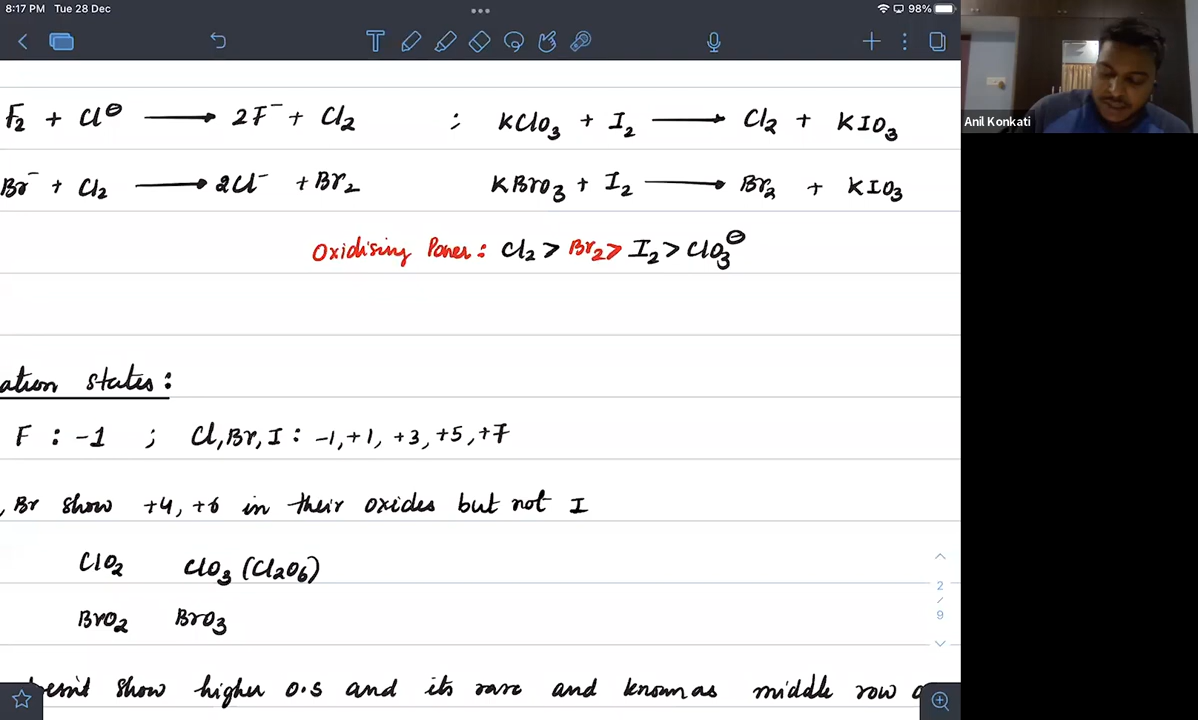 8:17 PM Tue 28 Dec
98%
F₂ + Cl⊖ ⟶ 2F⁻ + Cl₂ ; KClO₃ + I₂ ⟶ Cl₂ + KIO₃
Anil Konkati
Br⁻ + Cl₂ ⟶ 2Cl⁻ + Br₂ KBrO₃ + I₂ ⟶ Br₂ + KIO₃
Oxidising Power : Cl₂ > Br₂ > I₂ > ClO₃⊖
ation states :
F : -1 ; Cl, Br, I : -1, +1, +3, +5, +7
, Br show +4, +6 in their oxides but not I
ClO₂ ClO₃ (Cl₂O₆)
2
/
9
BrO₂ BrO₃
show higher O.S and its rare and known as middle row